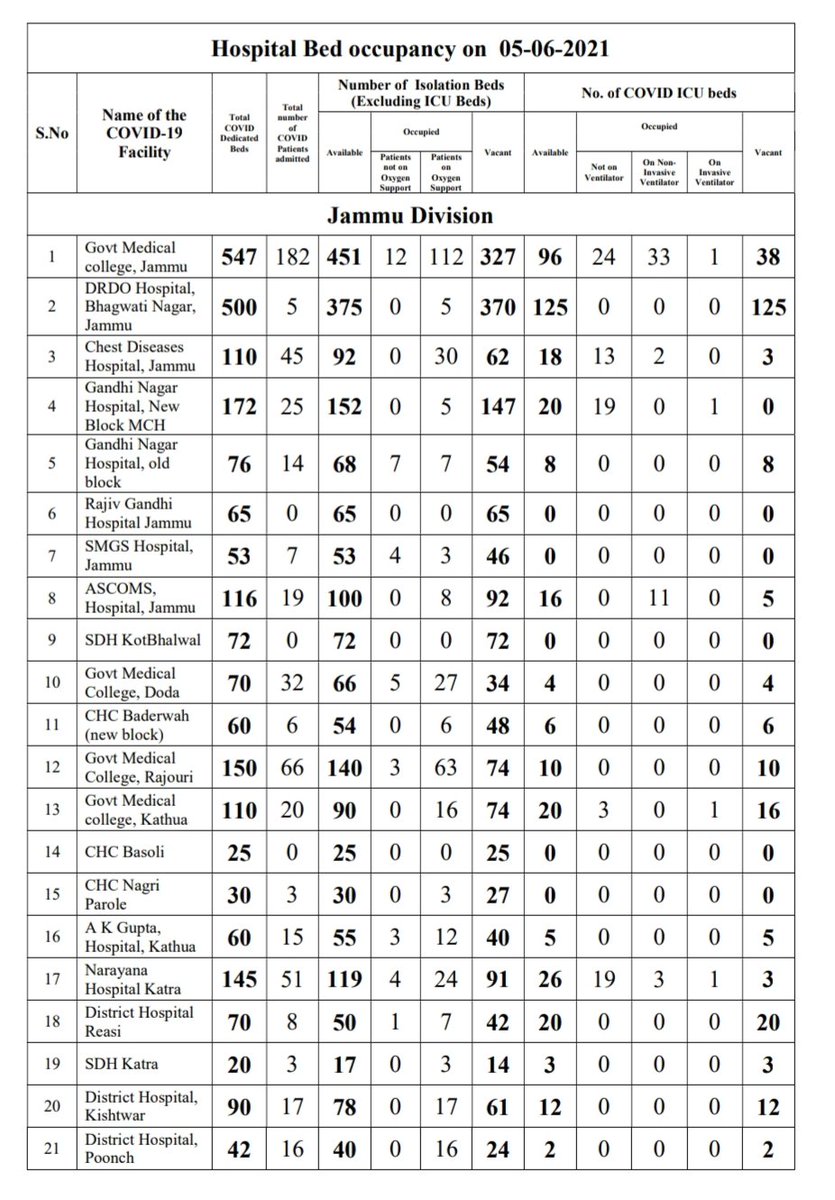 Hospital Bed occupancy on 05-06-2021
S.No
Name of the
COVID-19
Facility
Total
COVID
Dedicated
Beds
Total
number
of
COVID
Patients
admitted
Number of Isolation Beds
(Excluding ICU Beds)
Available
Occupied
Patients
not on
Oxygen
Support
Patients
on
Oxygen
Support
Vacant
No. of COVID ICU beds
Available
Occupied
Not on
Ventilator
On Non-
Invasive
Ventilator
On
Invasive
Ventilator
Vacant
Jammu Division
1 Govt Medical
college, Jammu 547 182 451 12 112 327 96 24 33 1 38
2 DRDO Hospital,
Bhagwati Nagar,
Jammu 500 5 375 0 5 370 125 0 0 0 125
3 Chest Diseases
Hospital, Jammu 110 45 92 0 30 62 18 13 2 0 3
4 Gandhi Nagar
Hospital, New
Block MCH 172 25 152 0 5 147 20 19 0 1 0
5 Gandhi Nagar
Hospital, old
block 76 14 68 7 7 54 8 0 0 0 8
6 Rajiv Gandhi
Hospital Jammu 65 0 65 0 0 65 0 0 0 0 0
7 SMGS Hospital,
Jammu 53 7 53 4 3 46 0 0 0 0 0
8 ASCOMS,
Hospital, Jammu 116 19 100 0 8 92 16 0 11 0 5
9 SDH KotBhalwal 72 0 72 0 0 72 0 0 0 0 0
10 Govt Medical
College, Doda 70 32 66 5 27 34 4 0 0 0 4
11 CHC Baderwah
(new block) 60 6 54 0 6 48 6 0 0 0 6
12 Govt Medical
College, Rajouri 150 66 140 3 63 74 10 0 0 0 10
13 Govt Medical
college, Kathua 110 20 90 0 16 74 20 3 0 1 16
14 CHC Basoli 25 0 25 0 0 25 0 0 0 0 0
15 CHC Nagri
Parole 30 3 30 0 3 27 0 0 0 0 0
16 A K Gupta,
Hospital, Kathua 60 15 55 3 12 40 5 0 0 0 5
17 Narayana
Hospital Katra 145 51 119 4 24 91 26 19 3 1 3
18 District Hospital
Reasi 70 8 50 1 7 42 20 0 0 0 20
19 SDH Katra 20 3 17 0 3 14 3 0 0 0 3
20 District Hospital,
Kishtwar 90 17 78 0 17 61 12 0 0 0 12
21 District Hospital,
Poonch 42 16 40 0 16 24 2 0 0 0 2